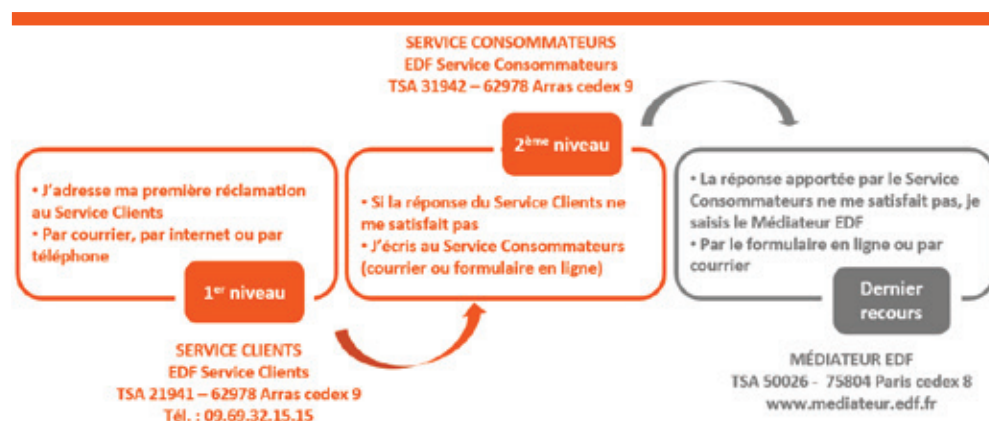 SERVICE CONSOMMATEURS
EDF Service Consommateurs
TSA 31942 – 62978 Arras cedex 9
• J'adresse ma première réclamation
au Service Clients
• Par courrier, par internet ou par
téléphone
1er niveau
SERVICE CLIENTS
EDF Service Clients
TSA 21941 – 62978 Arras cedex 9
Tél. : 09.69.32.15.15
2ème niveau
• Si la réponse du Service Clients ne
me satisfait pas
• J'écris au Service Consommateurs
(courrier ou formulaire en ligne)
• La réponse apportée par le Service
Consommateurs ne me satisfait pas, je
saisis le Médiateur EDF
• Par le formulaire en ligne ou par
courrier
Dernier
recours
MÉDIATEUR EDF
TSA 50026 - 75804 Paris cedex 8
www.mediateur.edf.fr